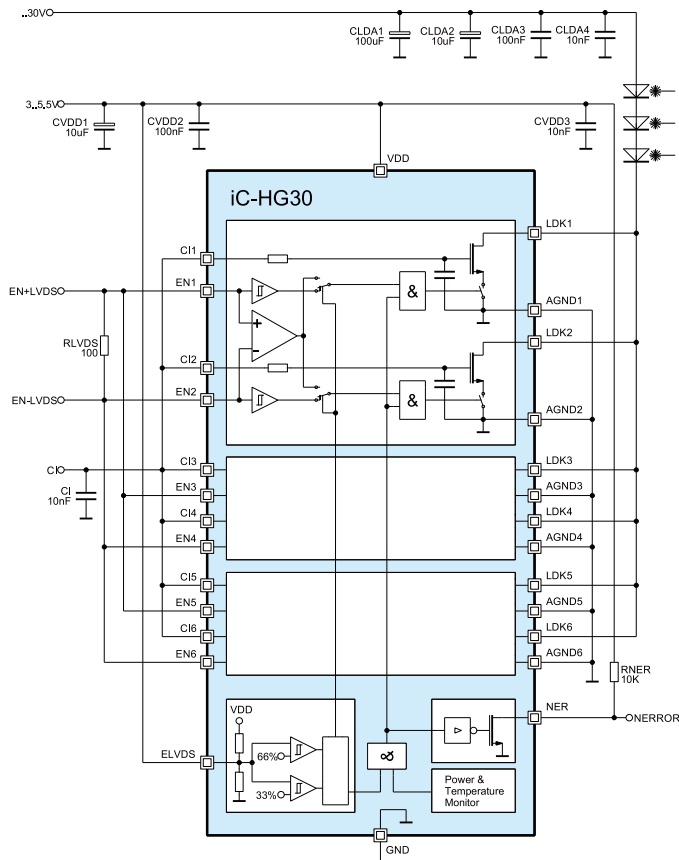 ..30V
CLDA1
100uF
CLDA2
10uF
CLDA3
100nF
CLDA4
10nF
3..5,5V
CVDD1
10uF
CVDD2
100nF
CVDD3
10nF
VDD
iC-HG30
LDK1
CI1
EN1
EN+LVDS
&
AGND1
RLVDS
100
+
-
LDK2
CI2
EN2
EN-LVDS
&
AGND2
CI
CI
10nF
CI3
EN3
CI4
EN4
LDK3
AGND3
LDK4
AGND4
CI5
EN5
CI6
EN6
LDK5
AGND5
LDK6
AGND6
RNER
10K
NER
NERROR
VDD
ELVDS
66%
33%
&
Power &
Temperature
Monitor
GND